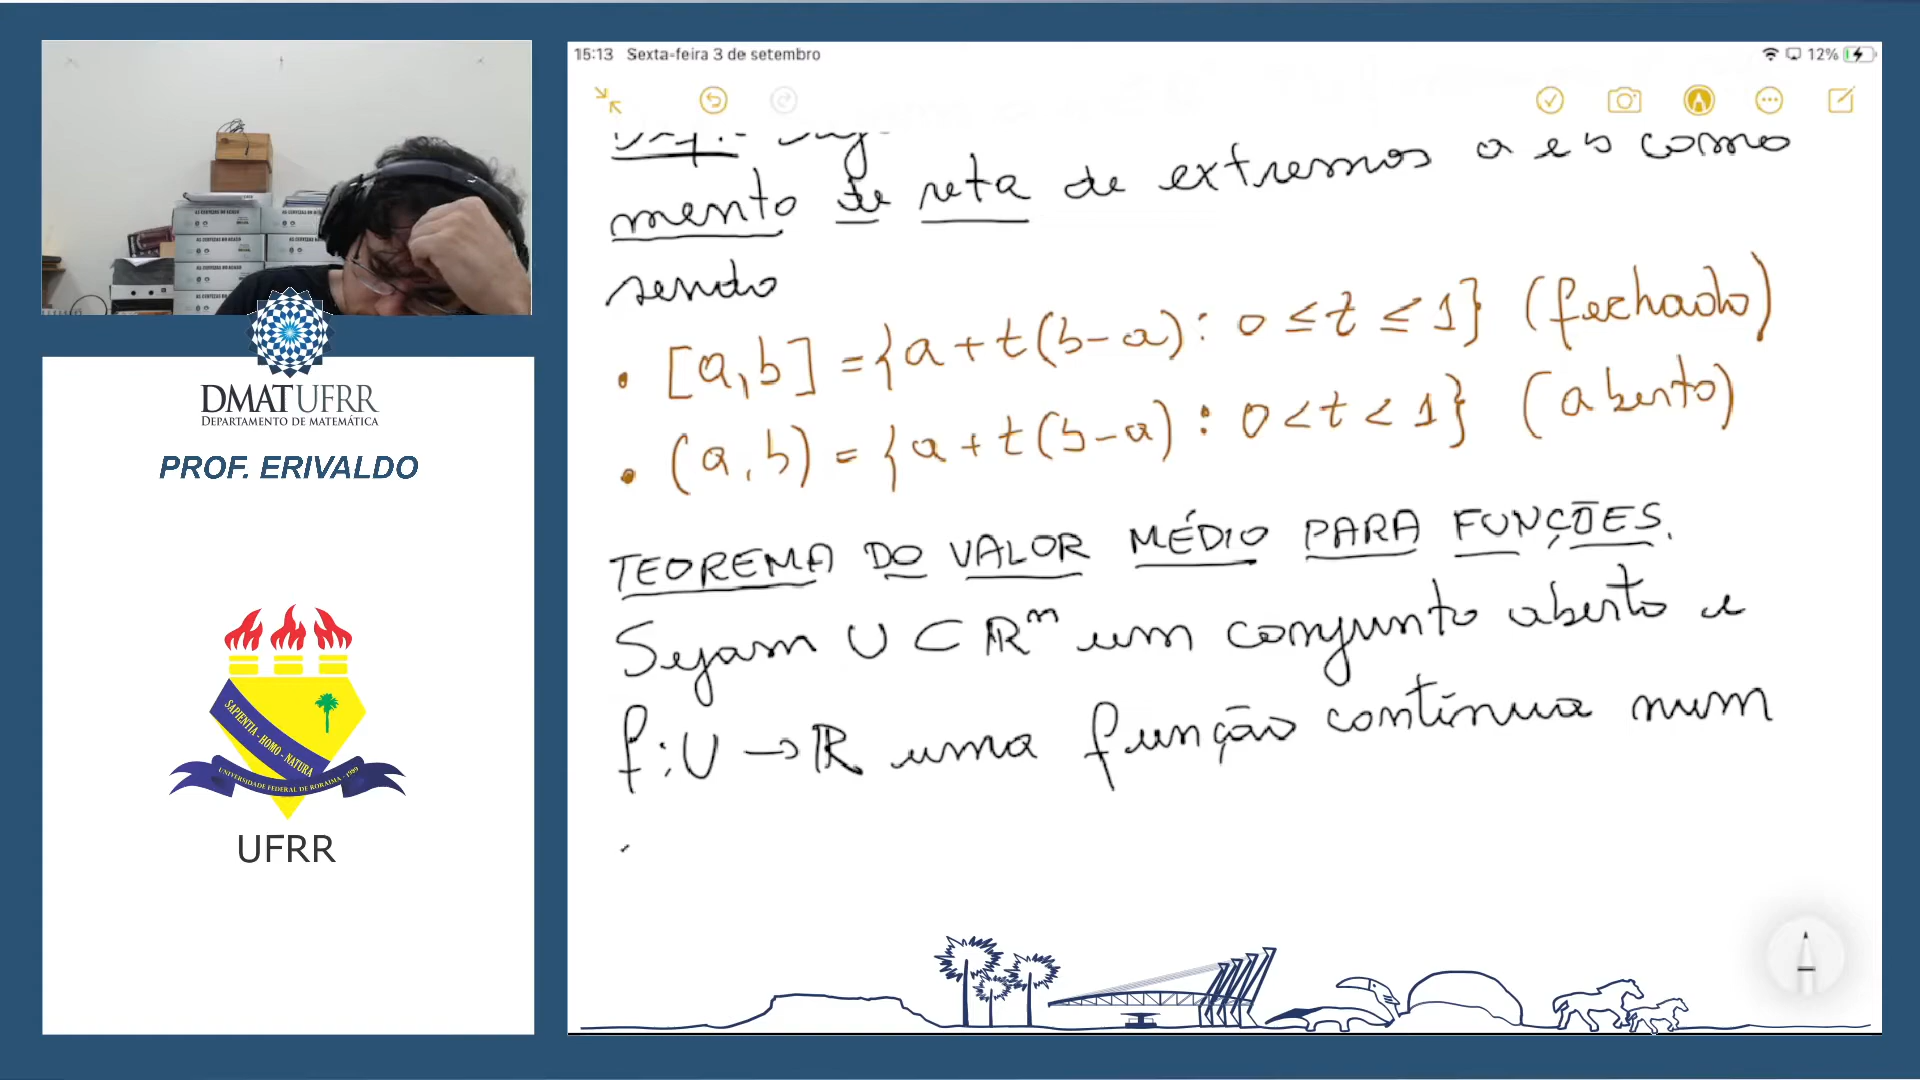 15:13 Sexta-feira 3 de setembro
12%
mento de reta de extremos a e b como
sendo
• [a,b] = {a + t(b-a) : 0 ≤ t ≤ 1} (fechado)
• (a,b) = {a + t(b-a) : 0 < t < 1} (aberto)
TEOREMA DO VALOR MÉDIO PARA FUNÇÕES.
Sejam U ⊂ ℝⁿ um conjunto aberto e
f: U → ℝ uma função contínua num
DMATUFRR
DEPARTAMENTO DE MATEMÁTICA
PROF. ERIVALDO
SAPIENTIA - HOMO - NATURA
UNIVERSIDADE FEDERAL DE RORAIMA - 1989
UFRR